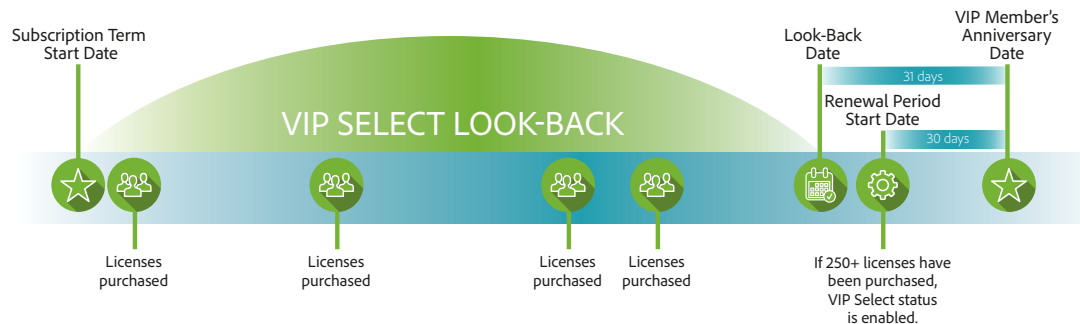 Subscription Term
Start Date
Look-Back
Date
VIP Member's
Anniversary
Date
31 days
Renewal Period
Start Date
30 days
VIP SELECT LOOK-BACK
Licenses
purchased
Licenses
purchased
Licenses
purchased
Licenses
purchased
If 250+ licenses have
been purchased,
VIP Select status
is enabled.